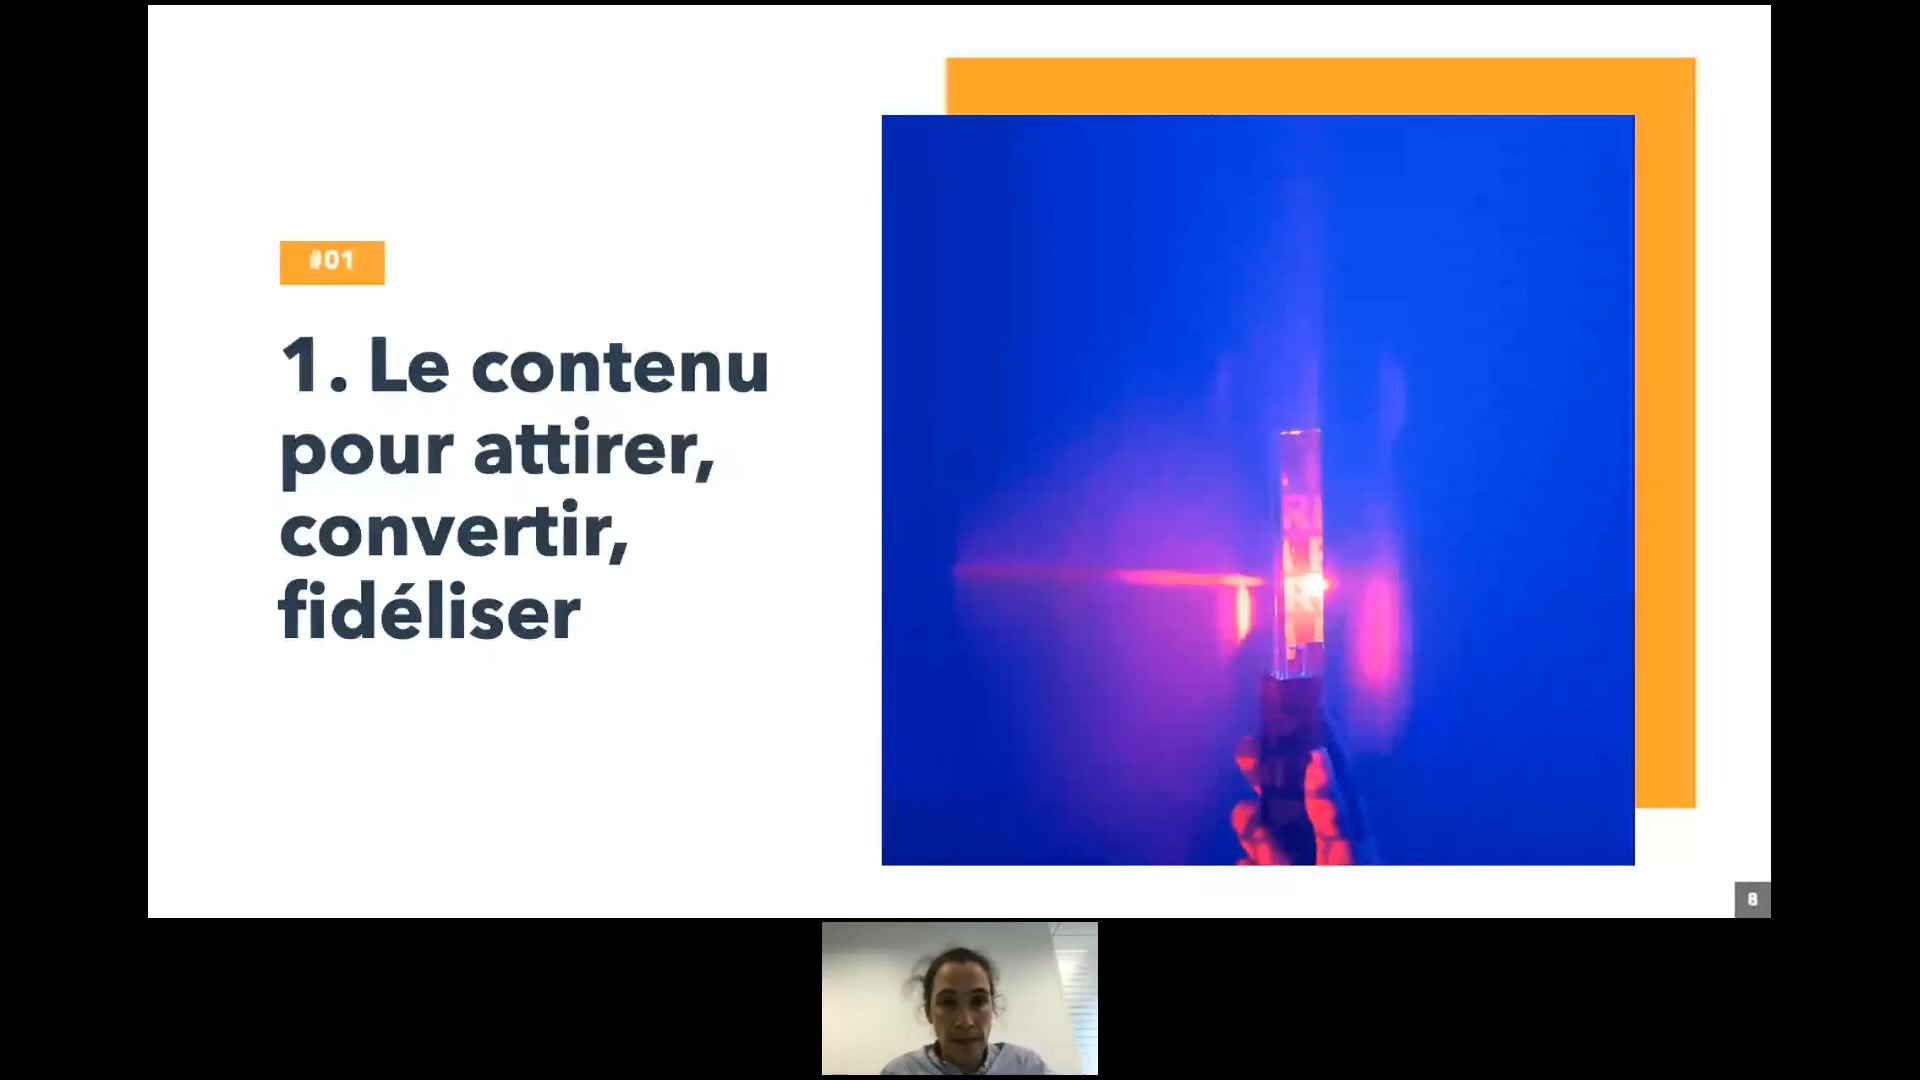 #01
1. Le contenu
pour attirer,
convertir,
fidéliser
8